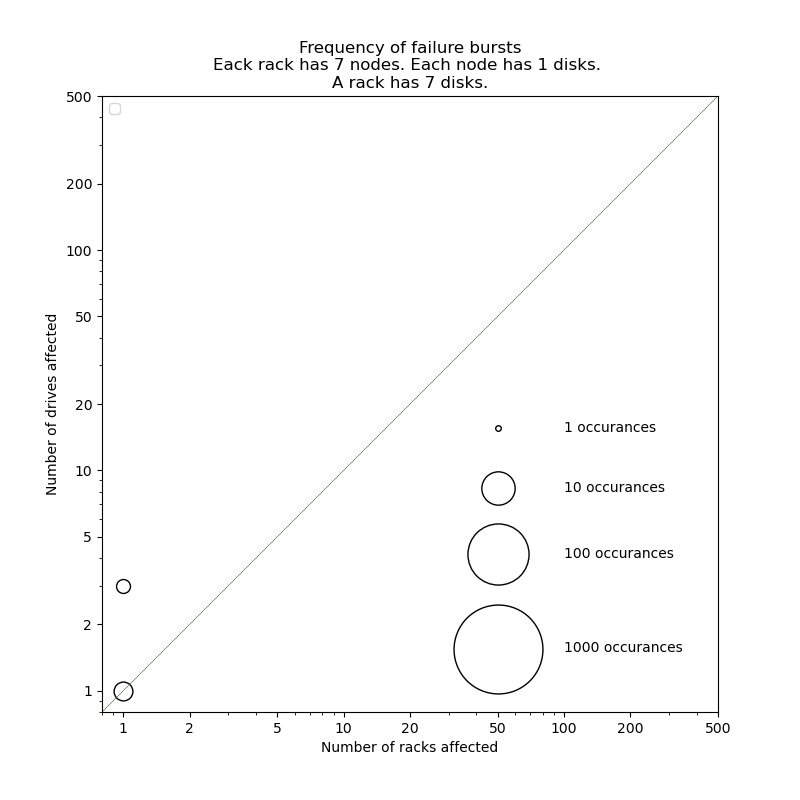 Frequency of failure bursts
Eack rack has 7 nodes. Each node has 1 disks.
A rack has 7 disks.
500
200
100
50
20
10
5
2
1
Number of drives affected
1 occurances
10 occurances
100 occurances
1000 occurances
1 2 5 10 20 50 100 200 500
Number of racks affected